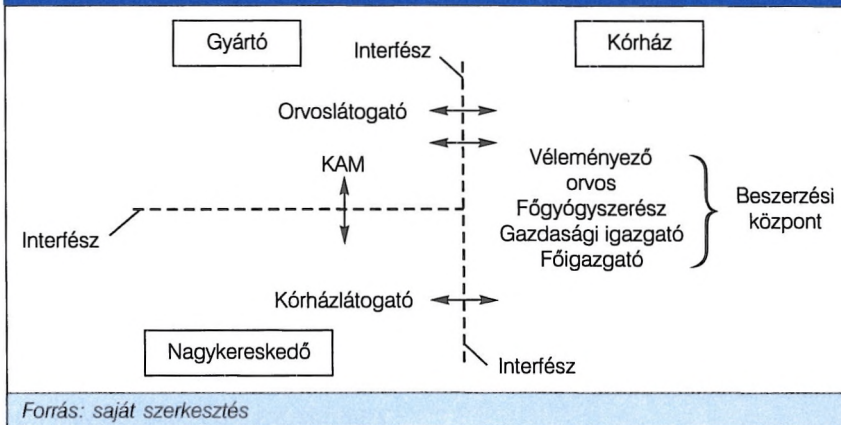 Gyártó
Interfész
Kórház
Orvoslátogató
KAM
Véleményező
orvos
Főgyógyszerész
Gazdasági igazgató
Főigazgató
Beszerzési
központ
Interfész
Kórházlátogató
Nagykereskedő
Interfész
Forrás: saját szerkesztés